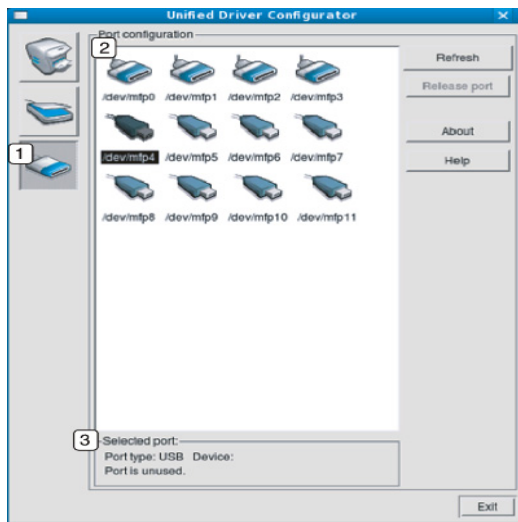 Unified Driver Configurator
2
Port configuration
Refresh
Release port
About
Help
1
/dev/mfp0 /dev/mfp1 /dev/mfp2 /dev/mfp3
/dev/mfp4 /dev/mfp5 /dev/mfp6 /dev/mfp7
/dev/mfp8 /dev/mfp9 /dev/mfp10 /dev/mfp11
3
Selected port:
Port type: USB Device:
Port is unused.
Exit